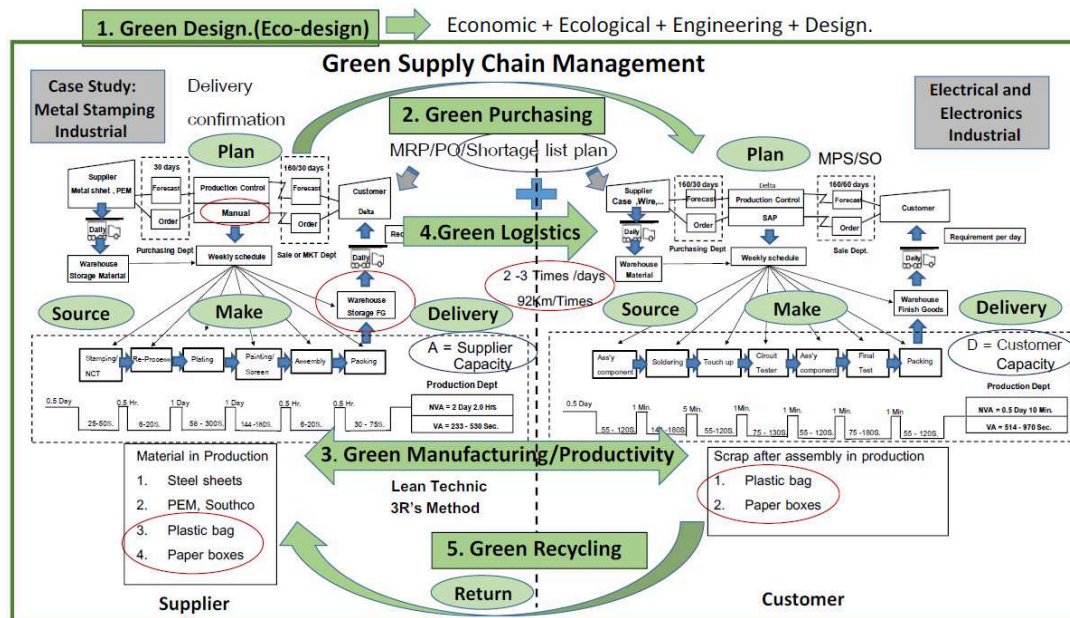 1. Green Design.(Eco-design)
Economic + Ecological + Engineering + Design.
Green Supply Chain Management
Case Study:
Metal Stamping
Industrial
Delivery
confirmation
2. Green Purchasing
MRP/PO/Shortage list plan
Electrical and
Electronics
Industrial
Plan
Supplier
Metal shhet , PEM
30 days
Forecast
Order
Purchasing Dept
Production Control
Manual
160/30 days
Forecast
Order
Sale or MKT Dept
Customer
Delta
Daily
Warehouse
Storage Material
Weekly schedule
Daily
Warehouse
Storage FG
Source
Make
Delivery
A = Supplier
Capacity
Stamping/
NCT
Re-Process
Plating
Painting/
Screen
Assembly
Packing
Production Dept
0.5 Day
0.5 Hr.
1 Day
1 Day
0.5 Hr.
0.5 Hr.
NVA = 2 Day 2.0 Hrs
VA = 233 - 530 Sec.
6-20S.
58 - 300S.
144 -180S.
6-20S.
30 - 75S.
4.Green Logistics
2 -3 Times /days
92Km/Times
Plan
MPS/SO
Supplier
Case ,Wire,...
160/30 days
Forecast
Order
Purchasing Dept
Delta
Production Control
SAP
160/60 days
Forecast
Order
Sale Dept.
Customer
Requirement per day
Daily
Warehouse
Material
Weekly schedule
Daily
Warehouse
Finish Goods
Source
Make
Delivery
D = Customer
Capacity
Ass'y
component
Soldering
Touch up
Circuit
Tester
Ass'y
component
Final
Test
Packing
Production Dept
0.5 Day
1 Min.
5 Min.
1Min.
1 Min.
1 Min.
1 Min
NVA = 0.5 Day 10 Min.
VA = 514 - 970 Sec.
55 - 120S.
55-120S.
75 - 130S.
55 - 120S.
75 -180S.
55 - 120S.
3. Green Manufacturing/Productivity
Lean Technic
3R's Method
Material in Production
1. Steel sheets
2. PEM, Southco
3. Plastic bag
4. Paper boxes
Scrap after assembly in production
1. Plastic bag
2. Paper boxes
5. Green Recycling
Return
Supplier
Customer